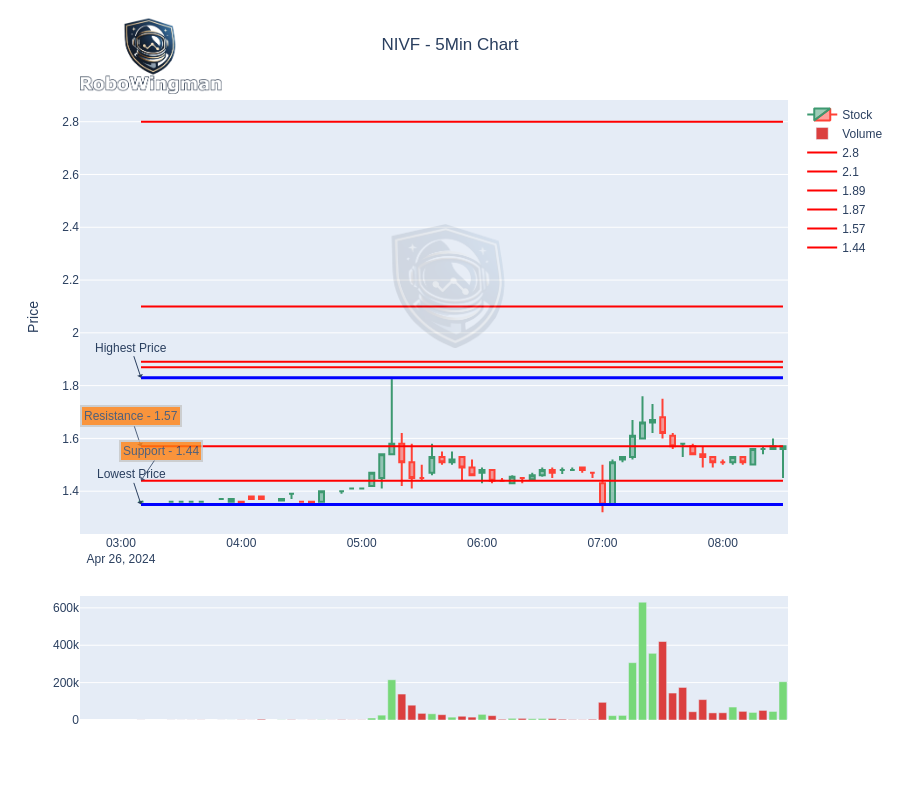 NIVF - 5Min Chart
RoboWingman
Price
2.8
2.6
2.4
2.2
2
1.8
1.6
1.4
Highest Price
Resistance - 1.57
Support - 1.44
Lowest Price
03:00
04:00
05:00
06:00
07:00
08:00
Apr 26, 2024
Stock
Volume
2.8
2.1
1.89
1.87
1.57
1.44
600k
400k
200k
0